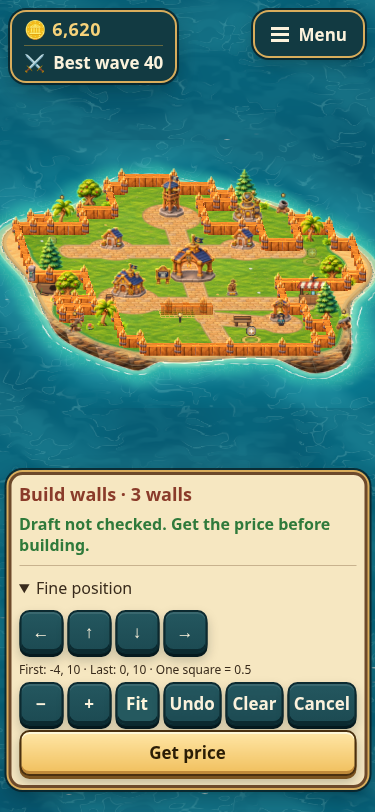 6,620
Best wave 40
Menu
Build walls · 3 walls
Draft not checked. Get the price before
building.
▼ Fine position
← ↑ ↓ →
First: -4, 10 · Last: 0, 10 · One square = 0.5
− + Fit Undo Clear Cancel
Get price